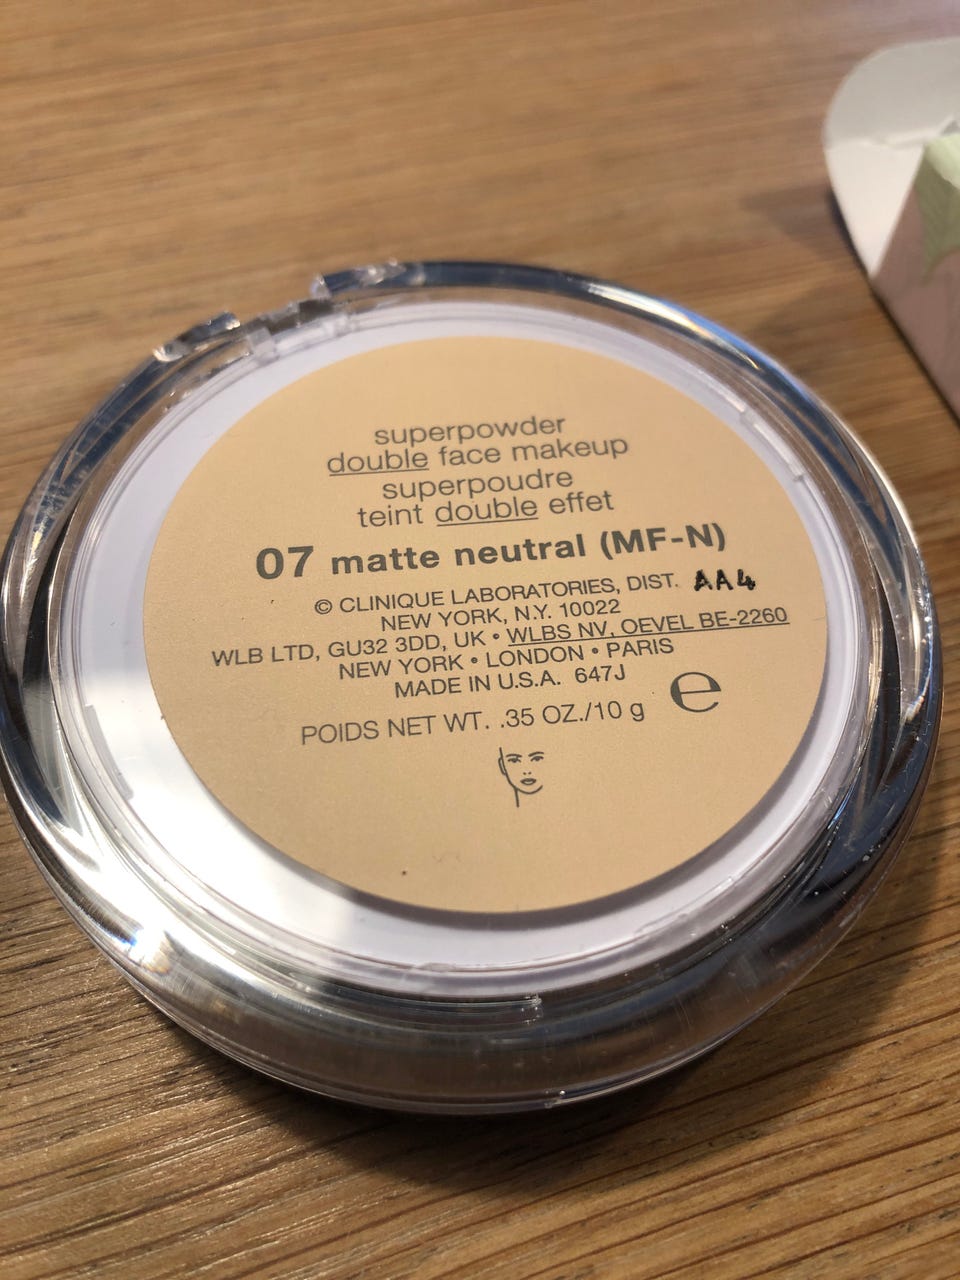 superpowder
double face makeup
superpoudre
teint double effet
07 matte neutral (MF-N)
© CLINIQUE LABORATORIES, DIST. AA4
NEW YORK, N.Y. 10022
WLB LTD, GU32 3DD, UK • WLBS NV, OEVEL BE-2260
NEW YORK • LONDON • PARIS
MADE IN U.S.A. 647J
POIDS NET WT. .35 OZ./10 g ℮